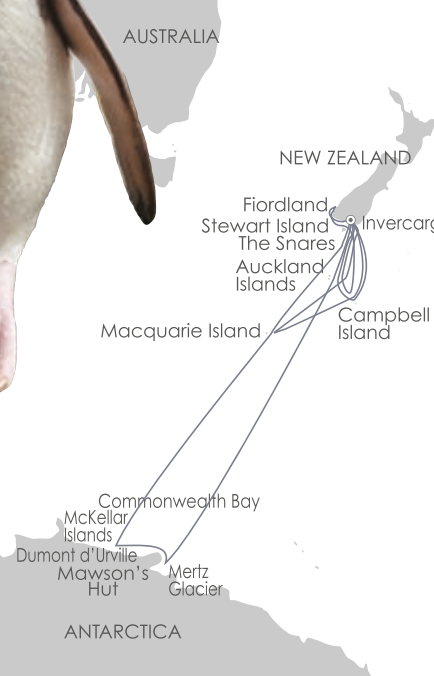 AUSTRALIA
NEW ZEALAND
Fiordland
Stewart Island
Invercarg
The Snares
Auckland
Islands
Campbell
Island
Macquarie Island
Commonwealth Bay
McKellar
Islands
Dumont d'Urville
Mawson's
Hut
Mertz
Glacier
ANTARCTICA